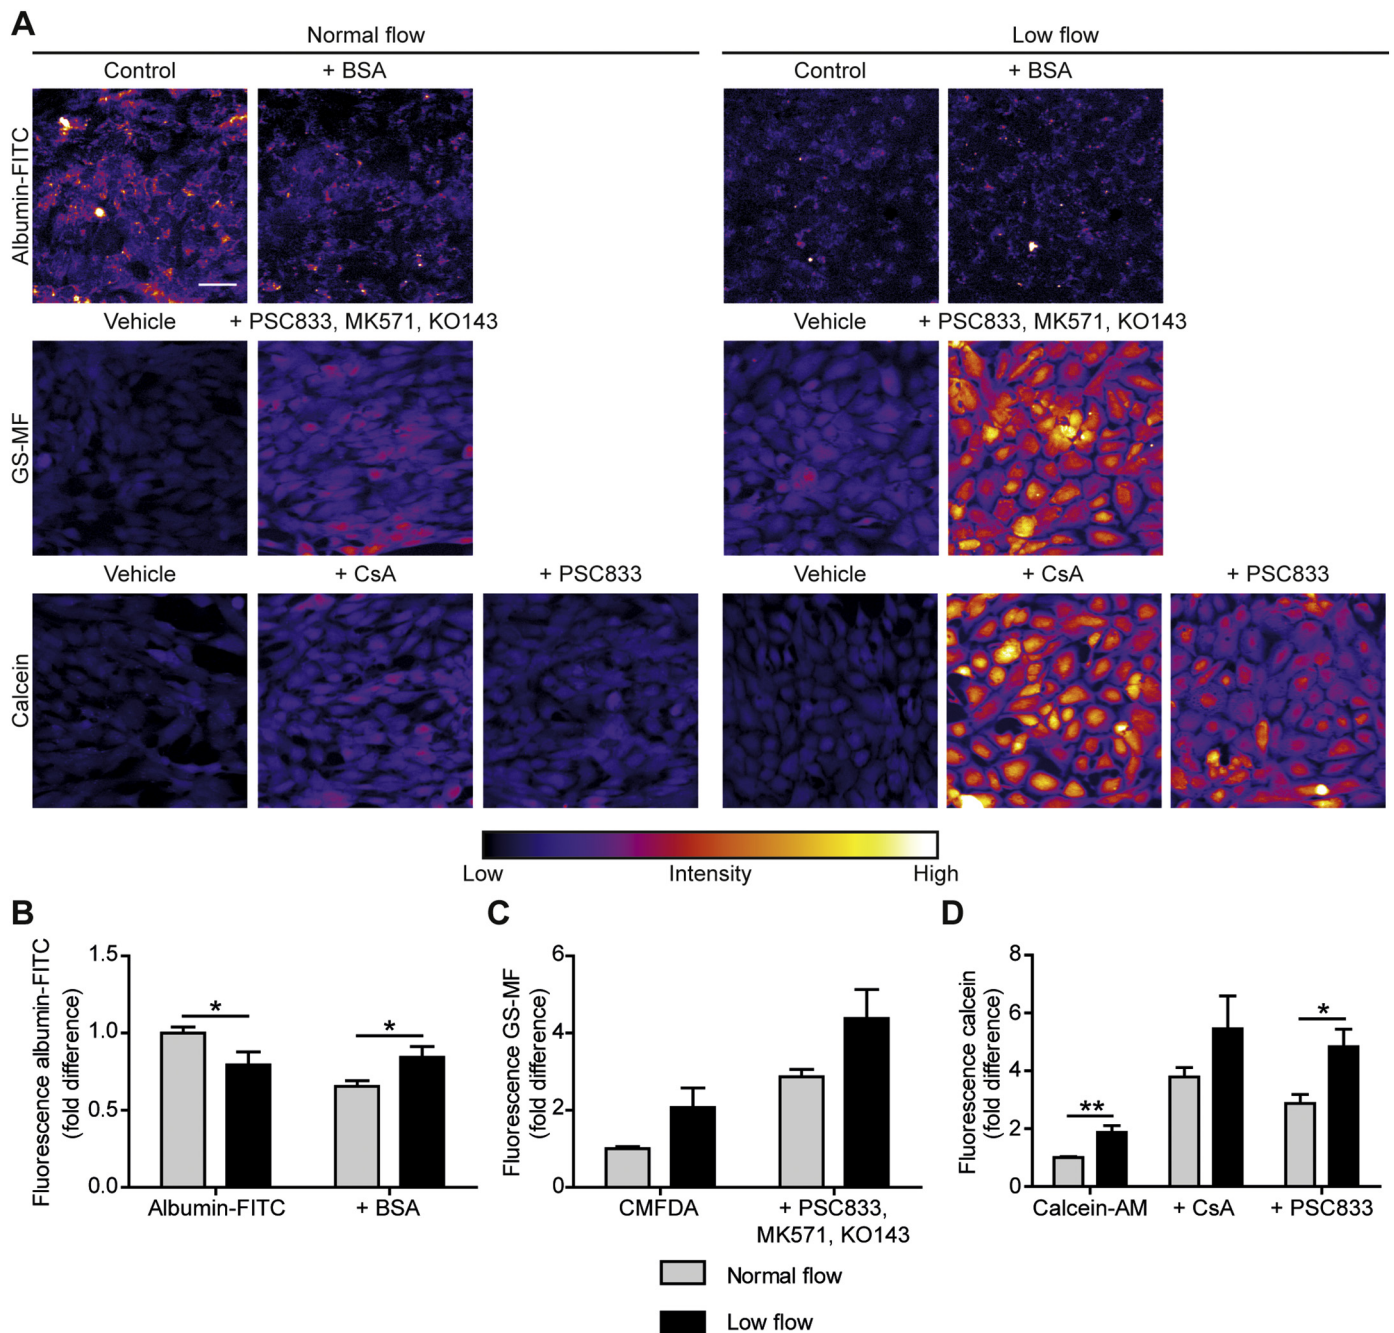 A
Normal flow
Low flow
Control
+ BSA
Control
+ BSA
Albumin-FITC
Vehicle
+ PSC833, MK571, KO143
Vehicle
+ PSC833, MK571, KO143
GS-MF
Vehicle
+ CsA
+ PSC833
Vehicle
+ CsA
+ PSC833
Calcein
Low
Intensity
High
B
Fluorescence albumin-FITC
(fold difference)
1.5
1.0
0.5
0.0
*
*
Albumin-FITC
+ BSA
C
Fluorescence GS-MF
(fold difference)
6
4
2
0
CMFDA
+ PSC833,
MK571, KO143
D
Fluorescence calcein
(fold difference)
8
6
4
2
0
**
*
Calcein-AM
+ CsA
+ PSC833
Normal flow
Low flow